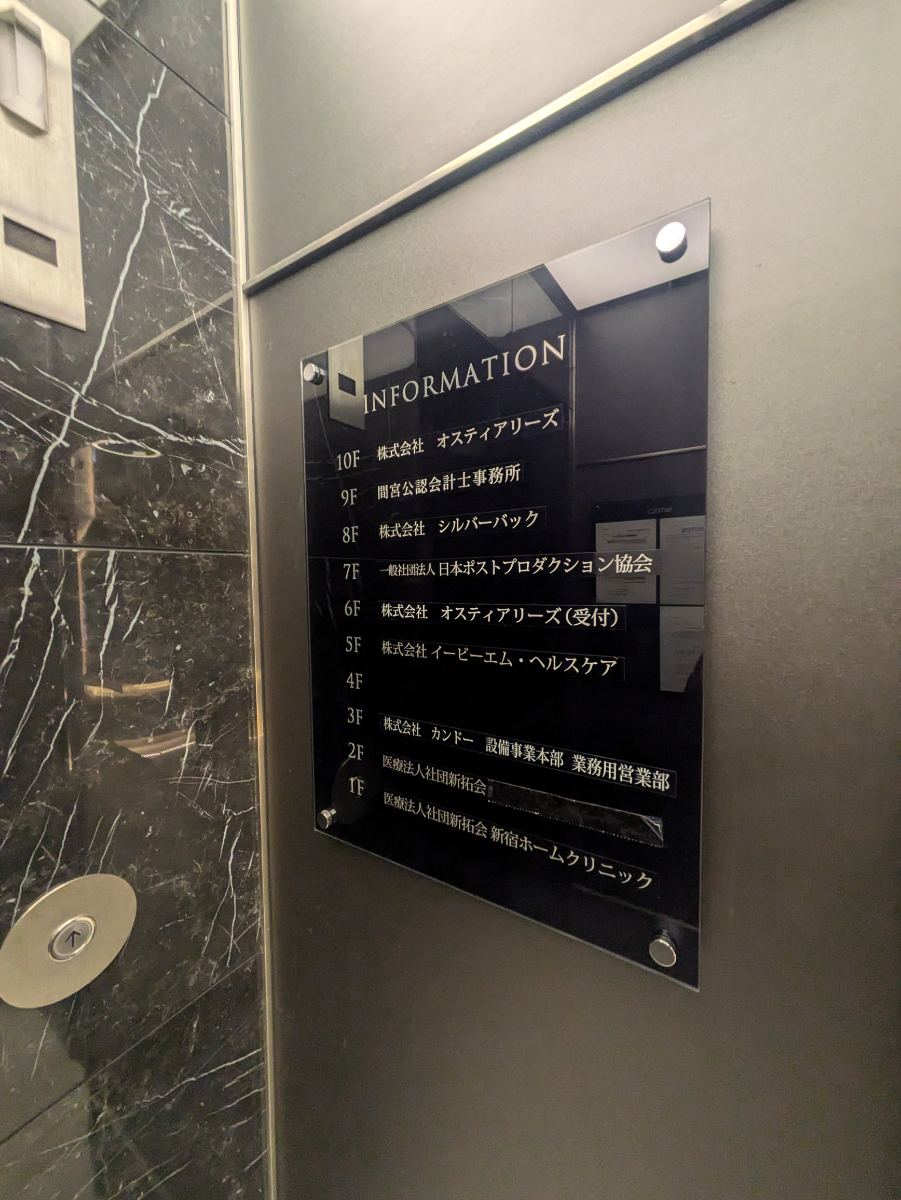 INFORMATION
10F 株式会社 オスティアリーズ
9F 間宮公認会計士事務所
8F 株式会社 シルバーバック
7F 一般社団法人 日本ポストプロダクション協会
6F 株式会社 オスティアリーズ(受付)
5F 株式会社 イービーエム・ヘルスケア
4F
3F 株式会社 カンドー 設備事業本部 業務用営業部
2F 医療法人社団新拓会
1F 医療法人社団新拓会 新宿ホームクリニック